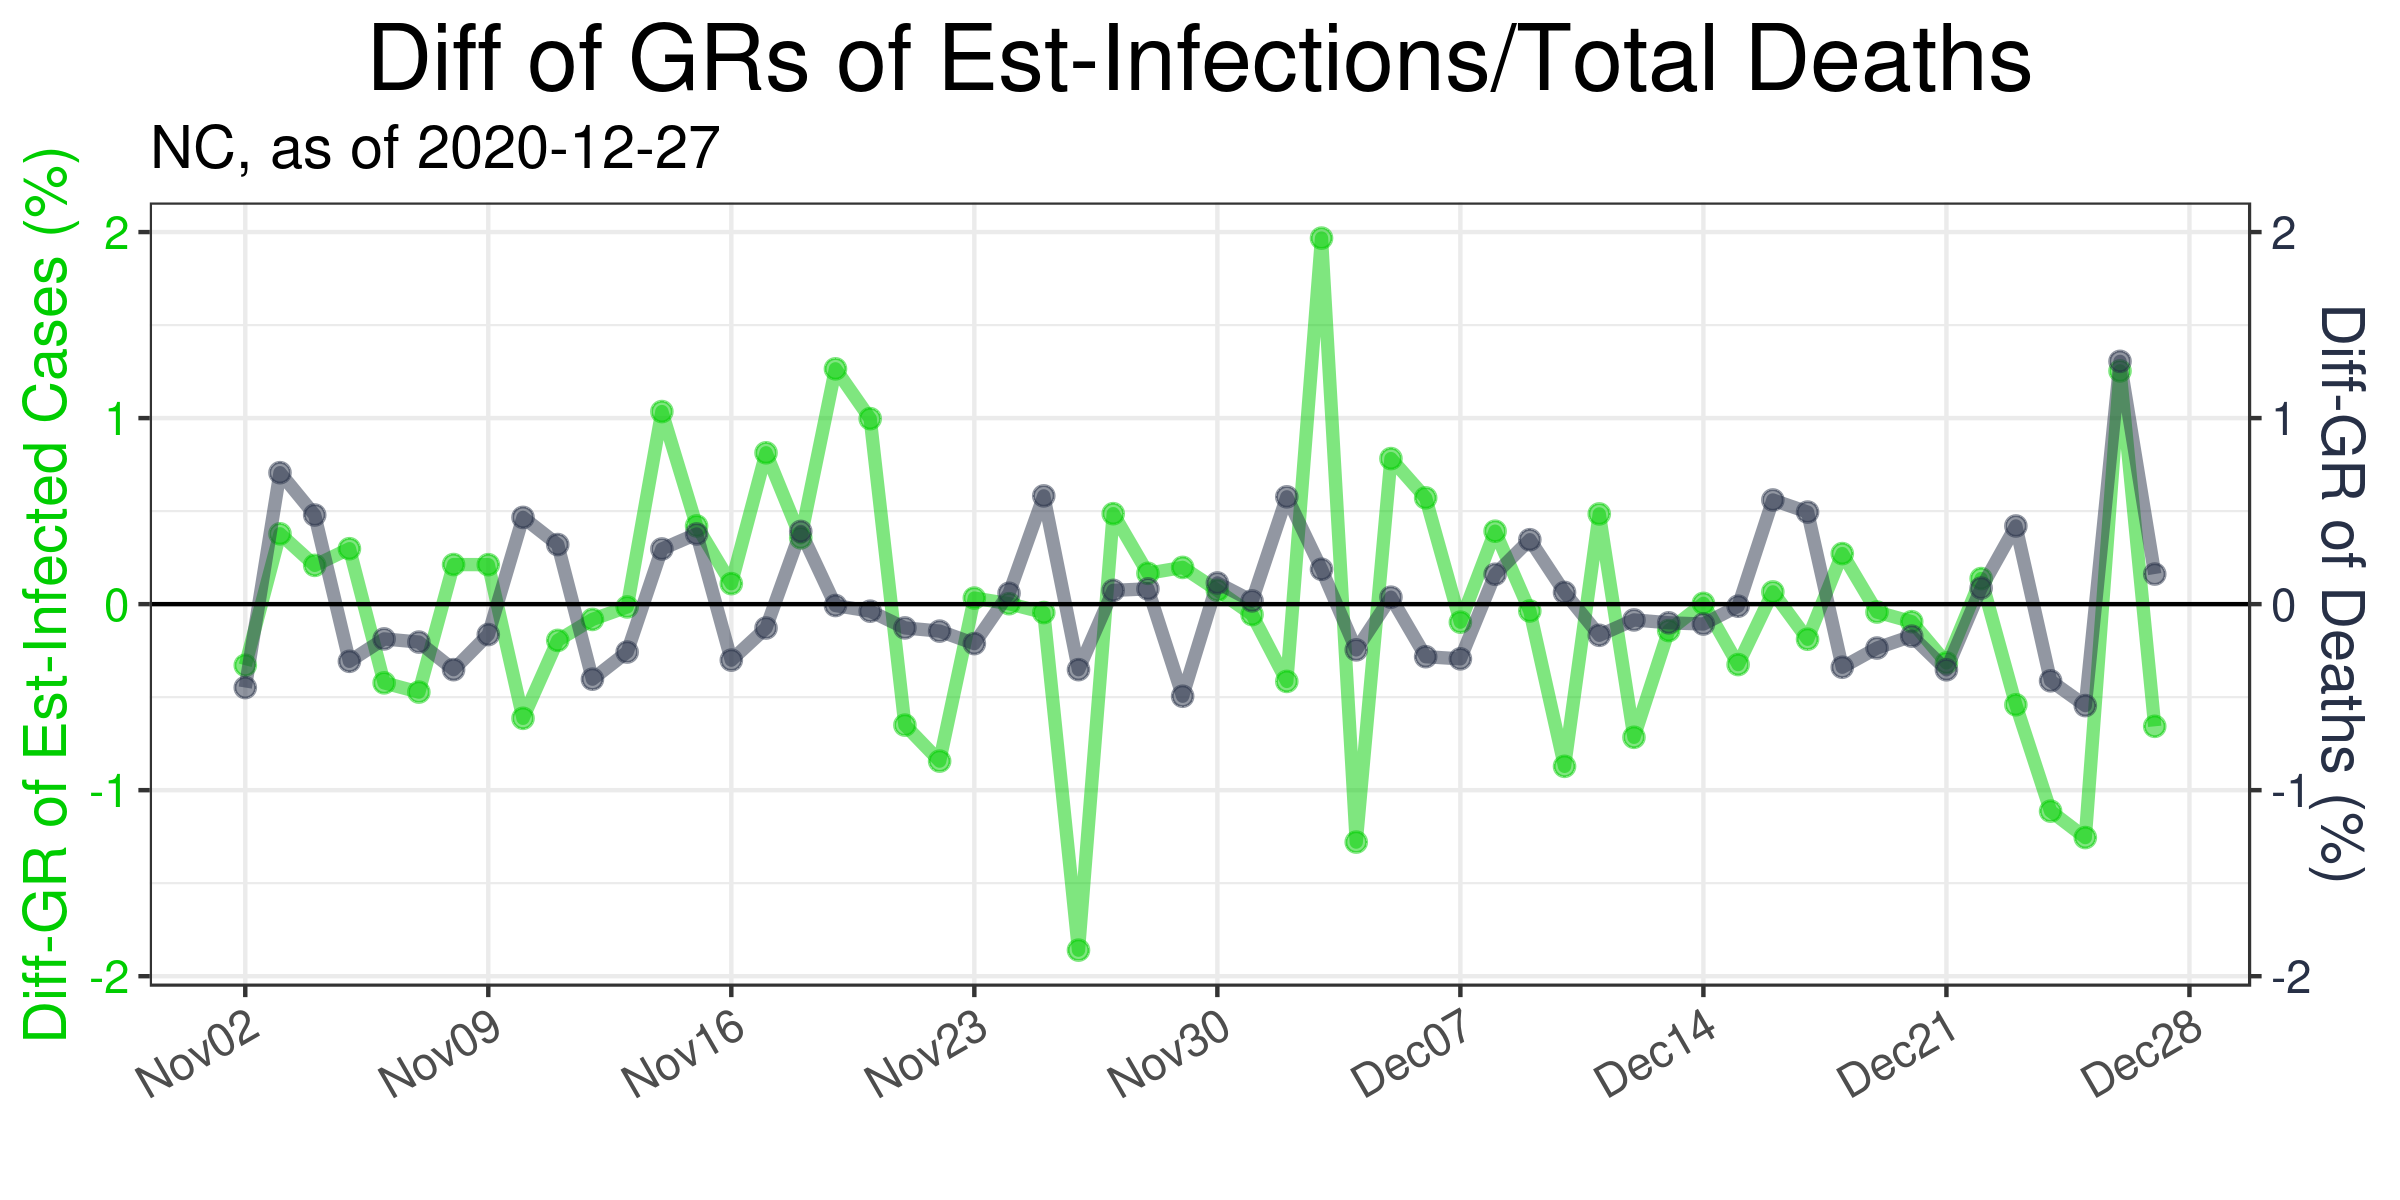 Diff of GRs of Est-Infections/Total Deaths
NC, as of 2020-12-27
Diff-GR of Est-Infected Cases (%)
2
1
0
-1
-2
2
1
0
-1
-2
Diff-GR of Deaths (%)
Nov02
Nov09
Nov16
Nov23
Nov30
Dec07
Dec14
Dec21
Dec28